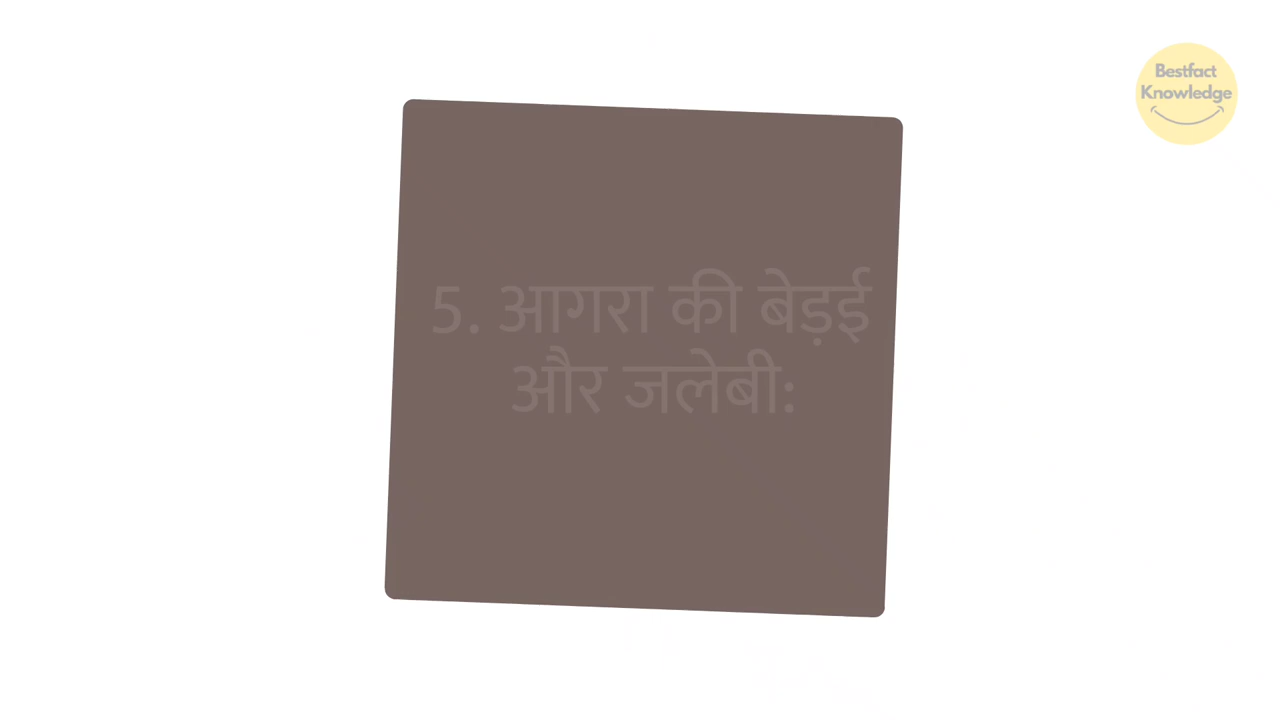 Bestfact
Knowledge
5. आगरा की बेड़ई
और जलेबी: